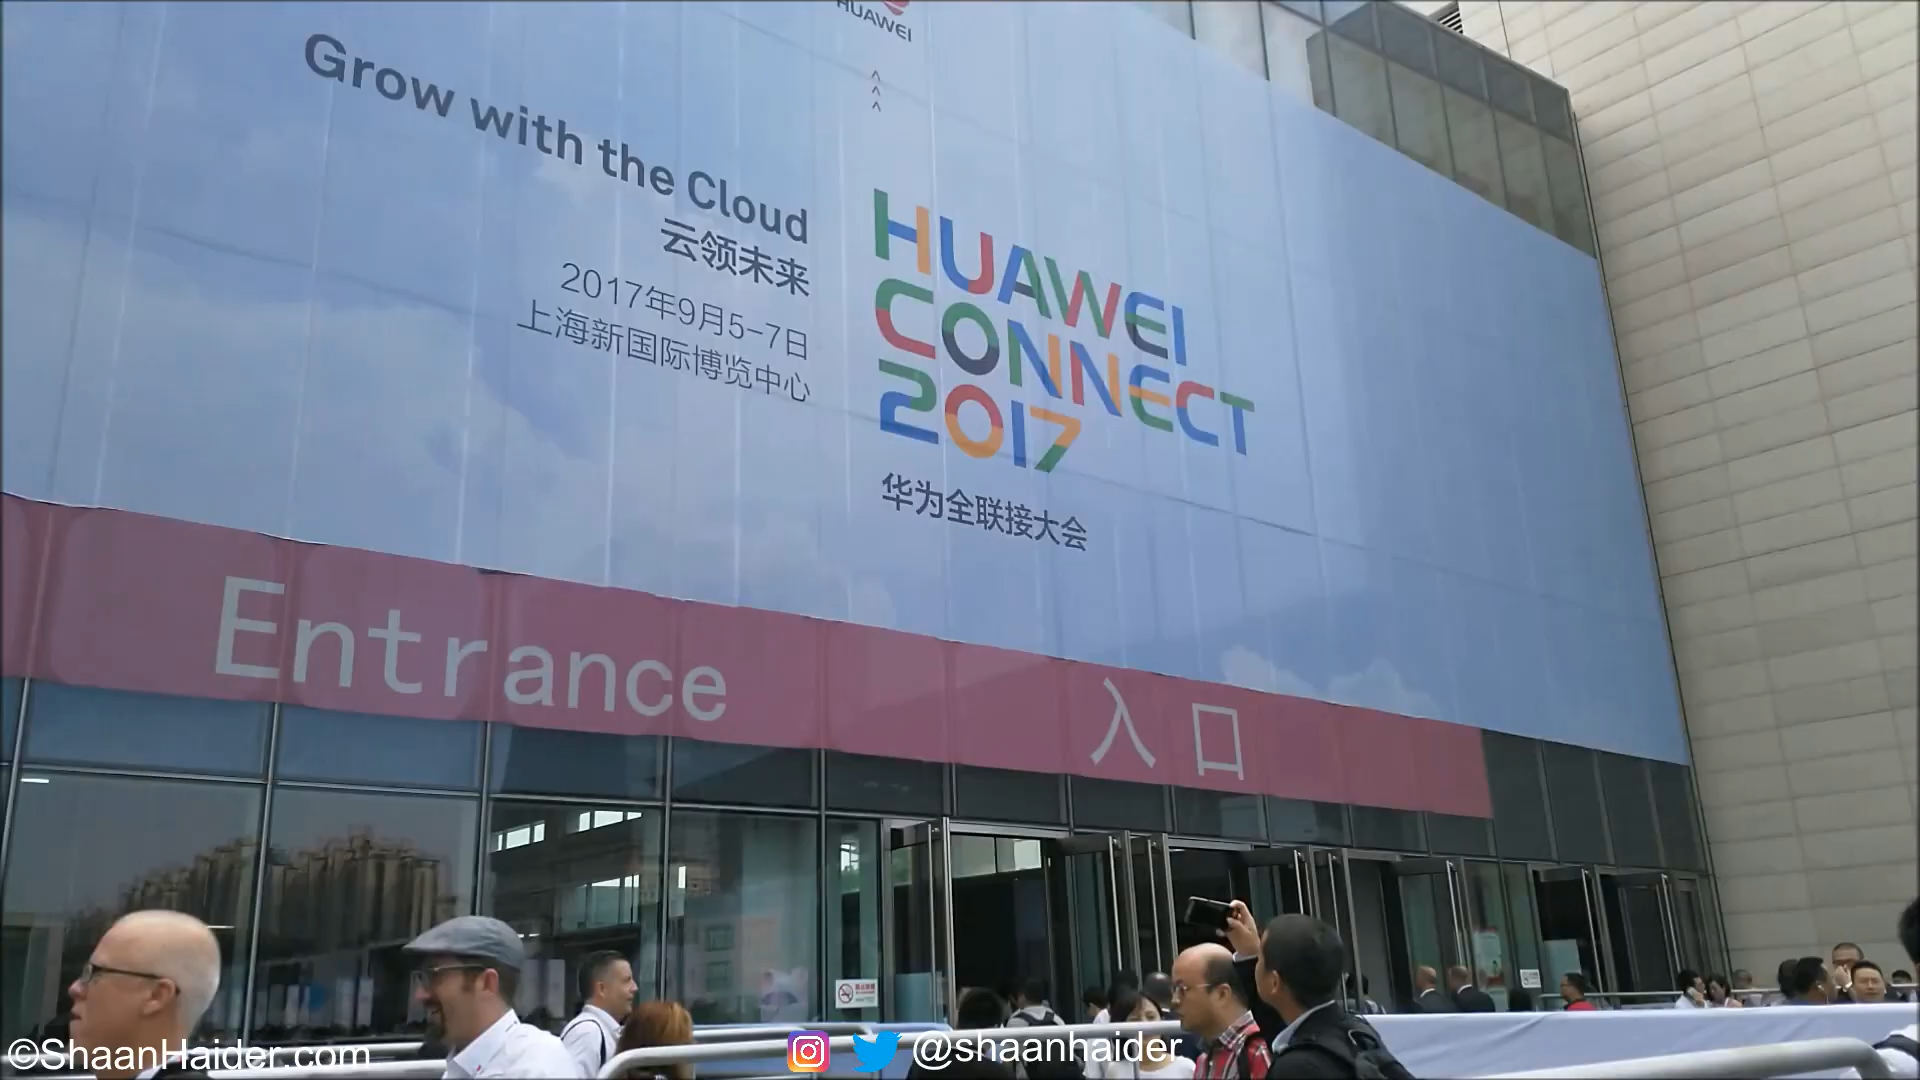 HUAWEI
Grow with the Cloud
云领未来
2017年9月5-7日
上海新国际博览中心
HUAWEI
CONNECT
2017
华为全联接大会
Entrance 入口
©ShaanHaider.com
@shaanhaider